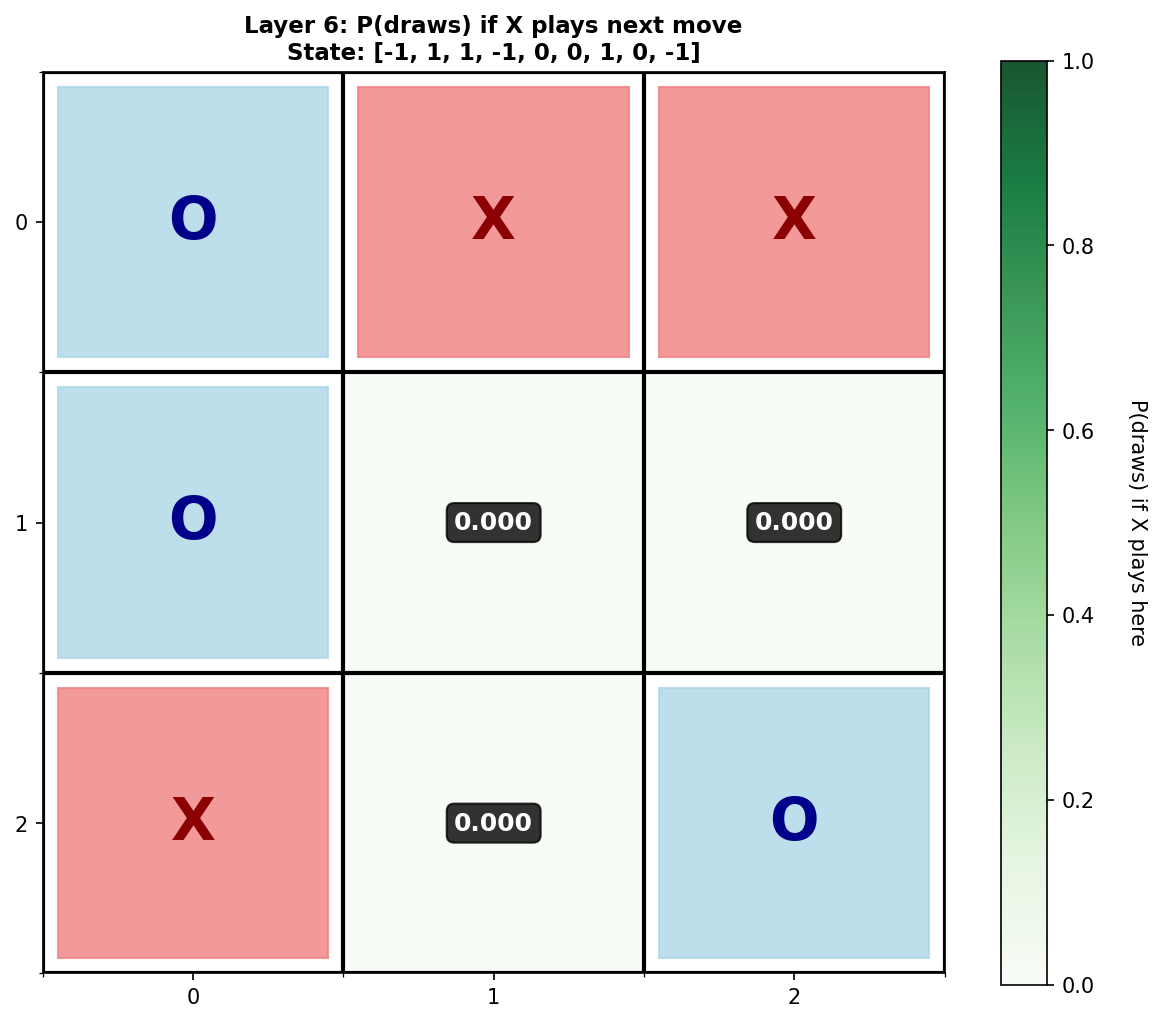 Layer 6: P(draws) if X plays next move
State: [-1, 1, 1, -1, 0, 0, 1, 0, -1]
0
O
X
X
1
O
0.000
0.000
2
X
0.000
O
0
1
2
1.0
0.8
0.6
0.4
0.2
0.0
P(draws) if X plays here